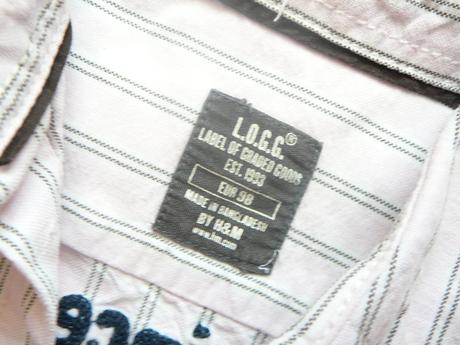 L.O.G.G.®
LABEL OF GRADED GOODS
EST. 1993
EUR 98
MADE IN BANGLADESH
BY H&M
www.hm.com